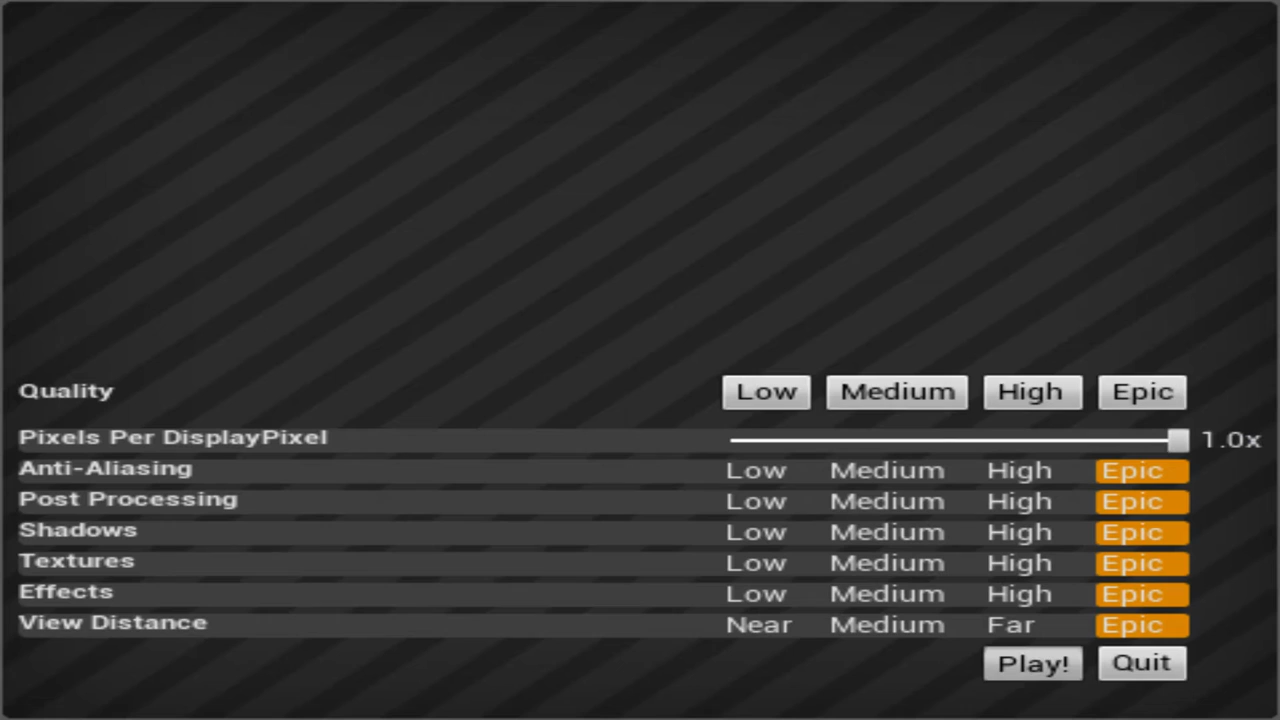 Quality Low Medium High Epic
Pixels Per DisplayPixel 1.0x
Anti-Aliasing Low Medium High Epic
Post Processing Low Medium High Epic
Shadows Low Medium High Epic
Textures Low Medium High Epic
Effects Low Medium High Epic
View Distance Near Medium Far Epic
Play! Quit